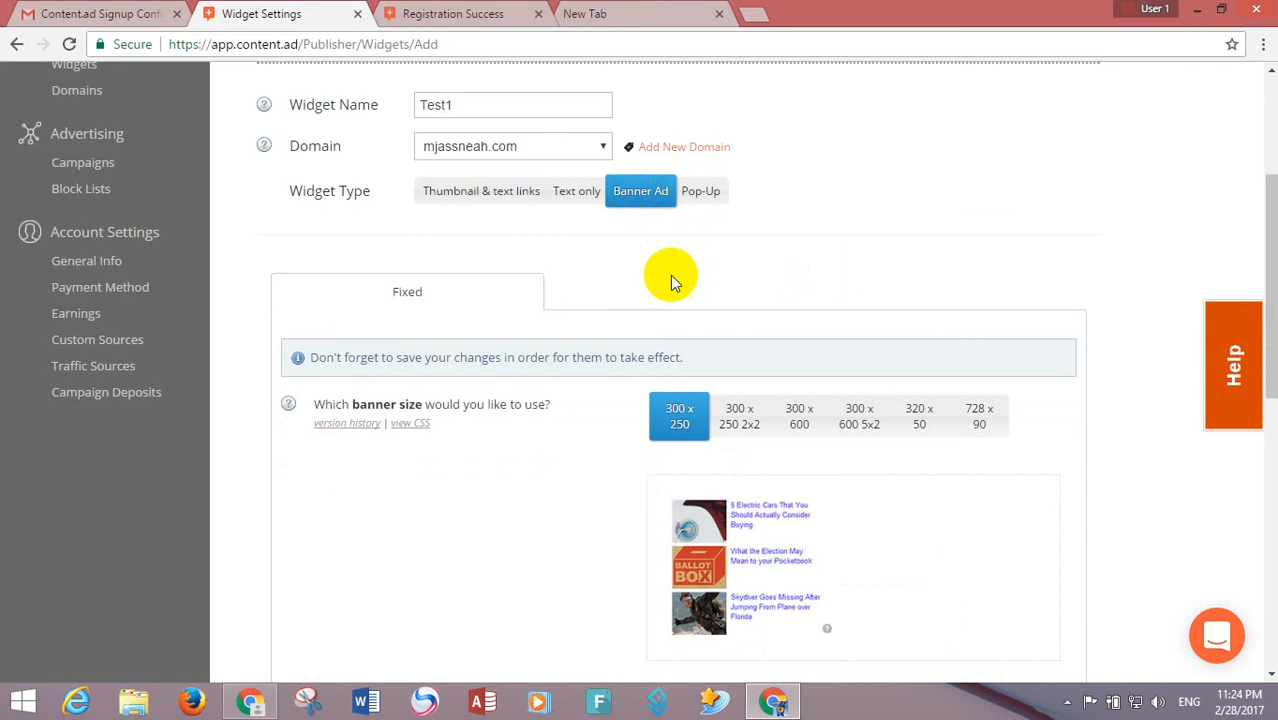 Content.ad Signup Confi
Widget Settings
Registration Success
New Tab
User 1
Secure
https://app.content.ad/Publisher/Widgets/Add
Widgets
Domains
Advertising
Campaigns
Block Lists
Account Settings
General Info
Payment Method
Earnings
Custom Sources
Traffic Sources
Campaign Deposits
Widget Name
Test1
Domain
mjassneah.com
Add New Domain
Widget Type
Thumbnail & text links
Text only
Banner Ad
Pop-Up
Fixed
Don't forget to save your changes in order for them to take effect.
Which banner size would you like to use?
version history | view CSS
300 x
250
300 x
250 2x2
300 x
600
300 x
600 5x2
320 x
50
728 x
90
5 Electric Cars That You
Should Actually Consider
Buying
BALLOT
BOX
What the Election May
Mean to your Pocketbook
Skydiver Goes Missing After
Jumping From Plane over
Florida
Help
ENG
11:24 PM
2/28/2017